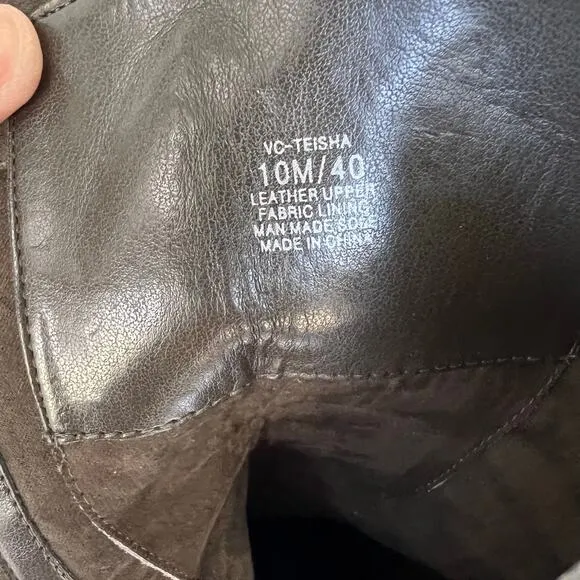 VC-TEISHA
10M/40
LEATHER UPPER
FABRIC LINING
MAN MADE SOLE
MADE IN CHINA